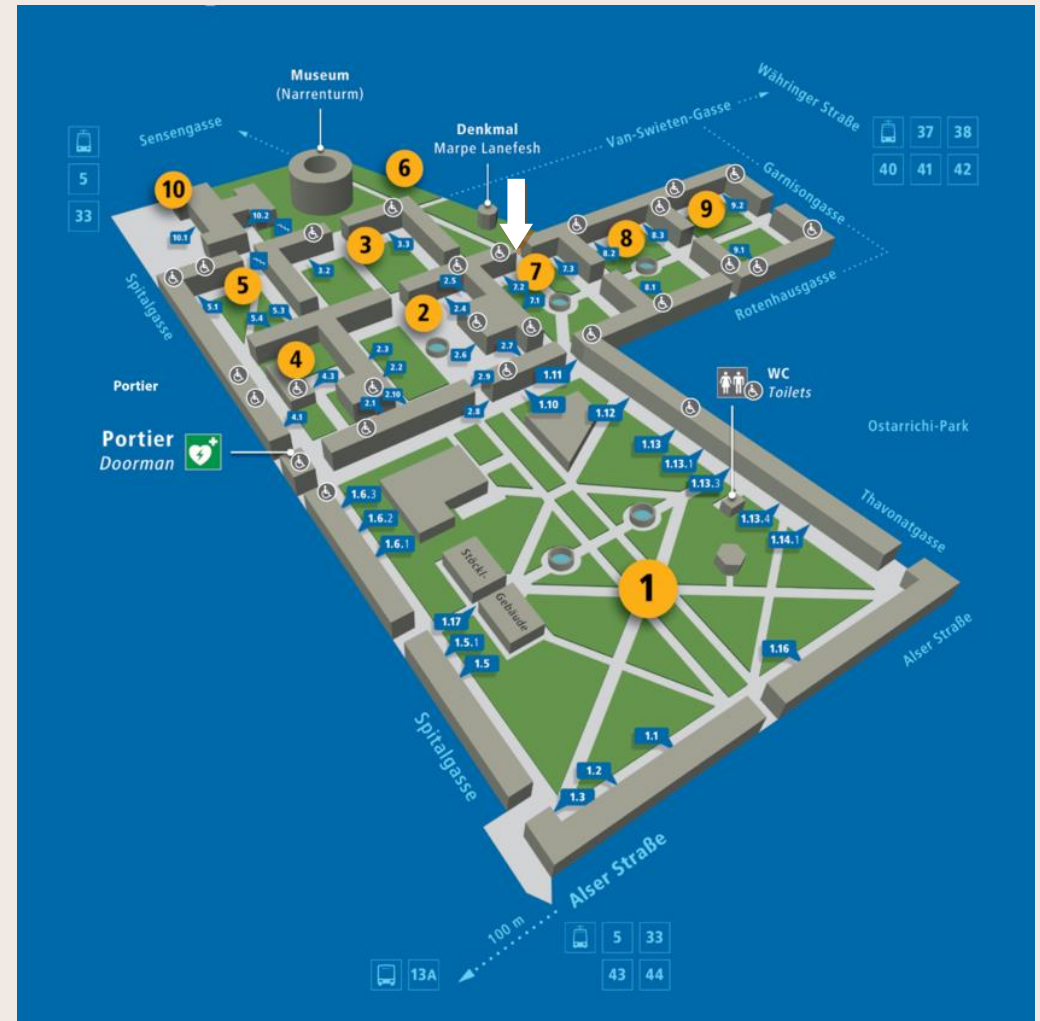 Museum
(Narrenturm)
Denkmal
Marpe Lanefesh
Sensengasse
Van-Swieten-Gasse
Währinger Straße
Garnisongasse
Rotenhausgasse
5
33
37 38
40 41 42
10
6
10.1
10.2
3
3.3
3.2
5
5.1
5.4
5.3
Spitalgasse
9
9.2
9.1
8
8.3
8.2
8.1
7
7.3
7.2
7.1
2
2.5
2.4
2.6
2.7
2.3
2.2
2.1
2.10
2.9
2.8
4
4.3
4.1
Portier
Portier
Doorman
WC
Toilets
Ostarrichi-Park
Thavonatgasse
Alser Straße
1.11
1.10
1.12
1.13
1.13.1
1.13.3
1.13.4
1.14.1
1.6.3
1.6.2
1.6.1
Stöckl-
Gebäude
1
1.17
1.5.1
1.5
1.16
1.1
1.2
1.3
Spitalgasse
Alser Straße
100 m
13A
5 33
43 44